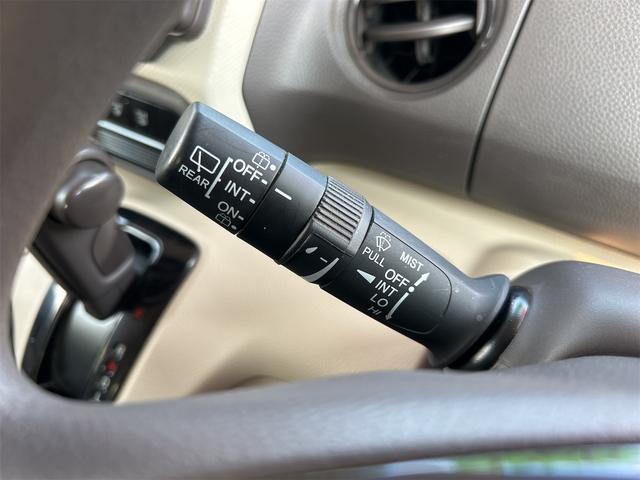 REAR
OFF
INT
ON
PULL
MIST
OFF
INT
LO
HI